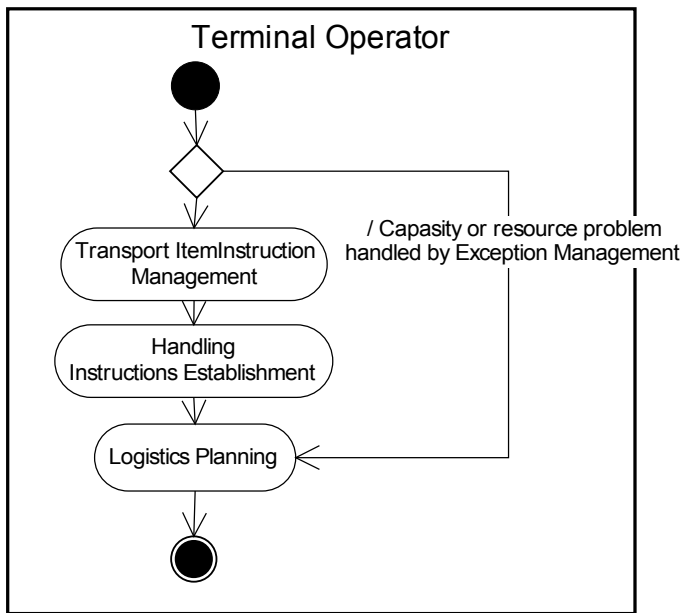 Terminal Operator
/ Capasity or resource problem
handled by Exception Management
Transport ItemInstruction
Management
Handling
Instructions Establishment
Logistics Planning